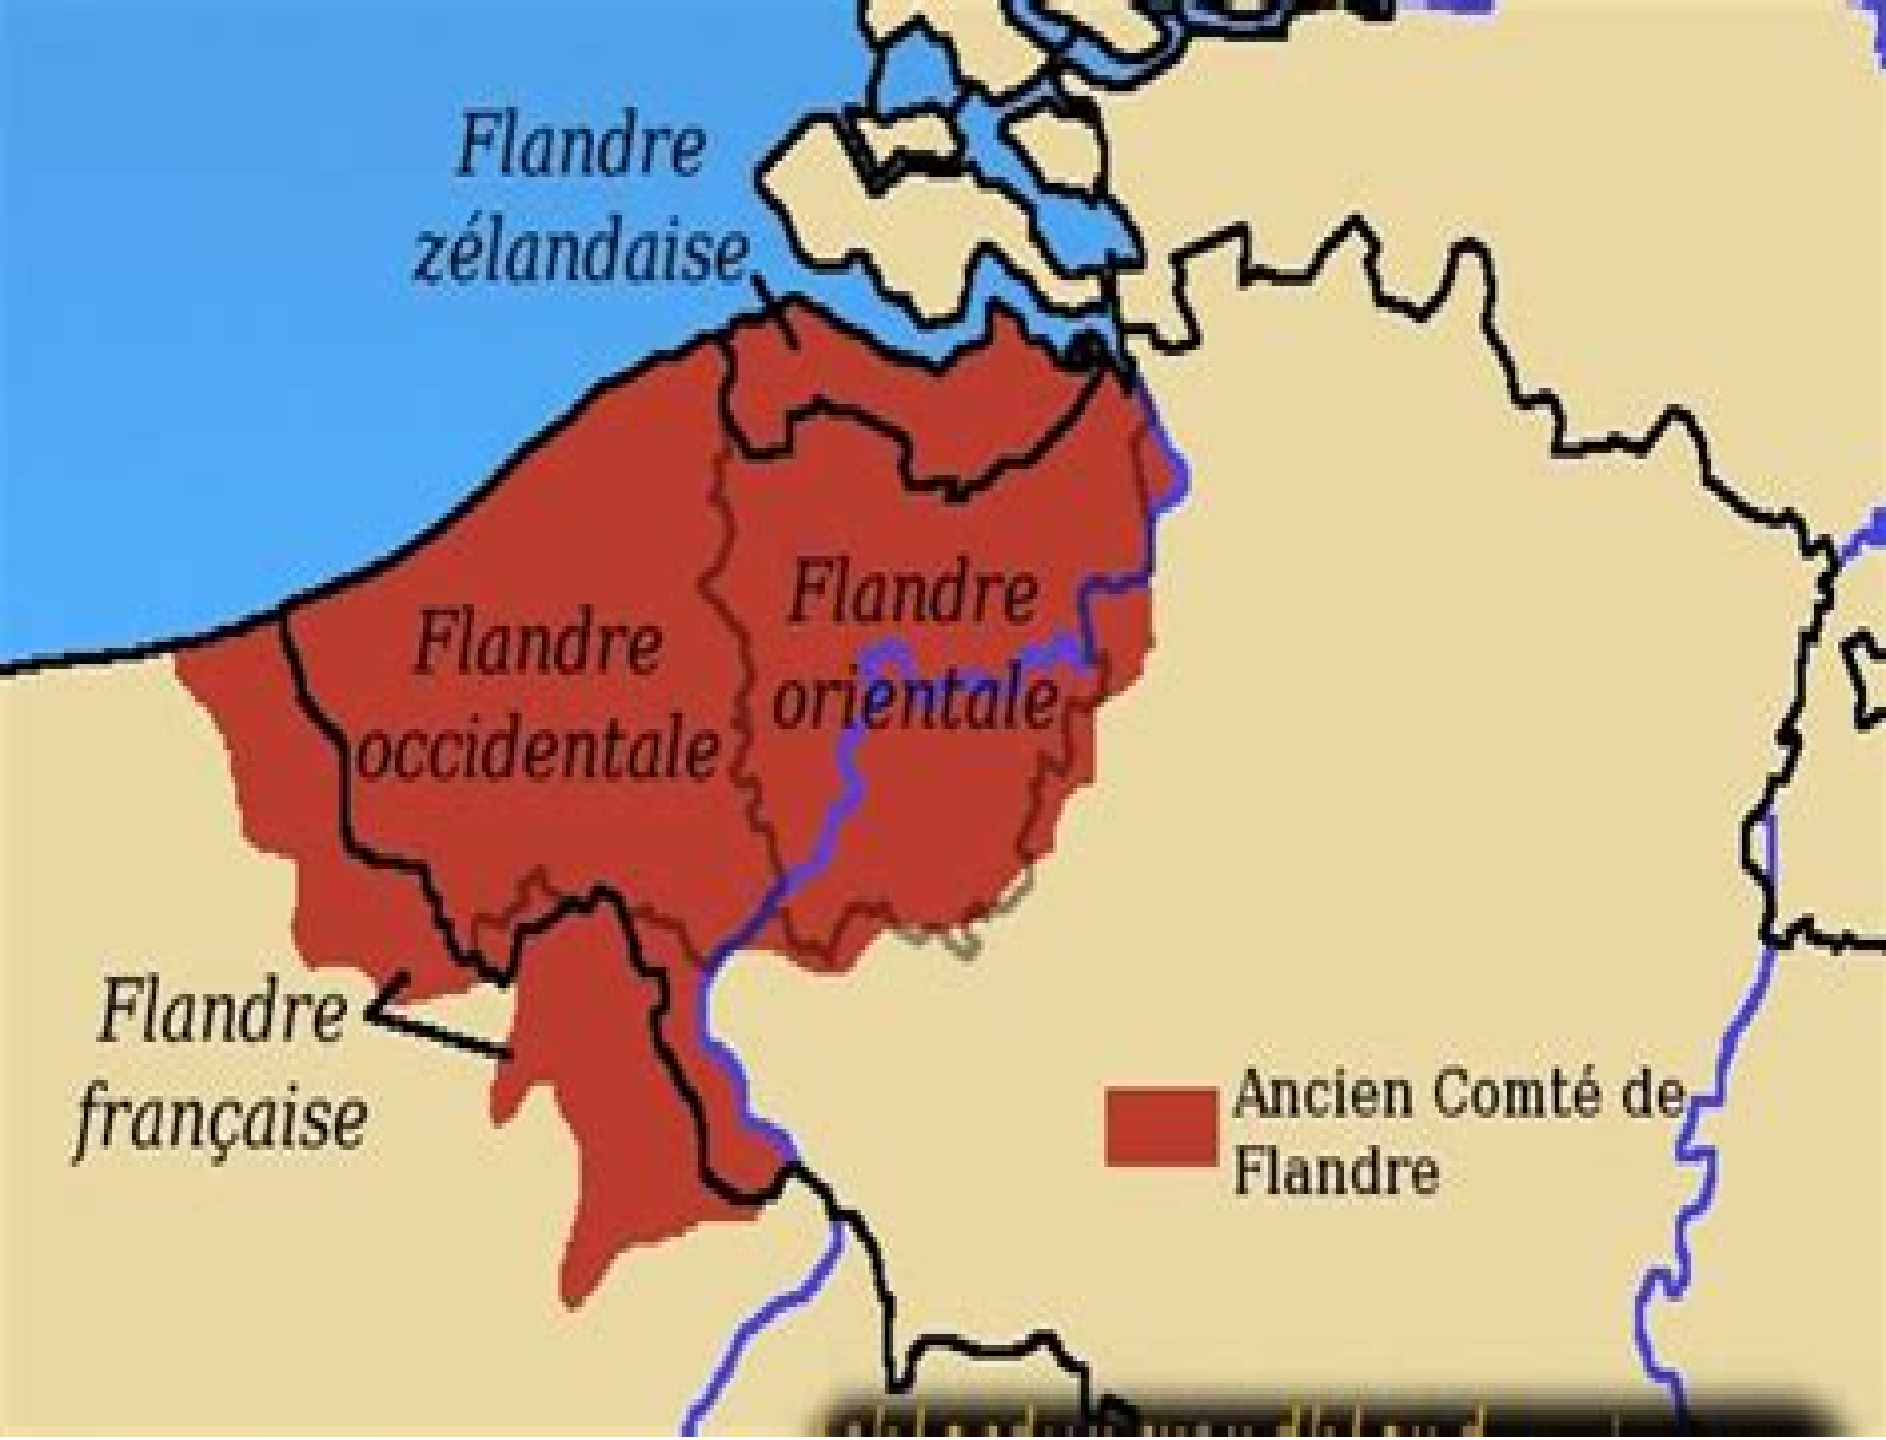 Flandre
zélandaise
Flandre
orientale
Flandre
occidentale
Flandre
française
Ancien Comté de
Flandre